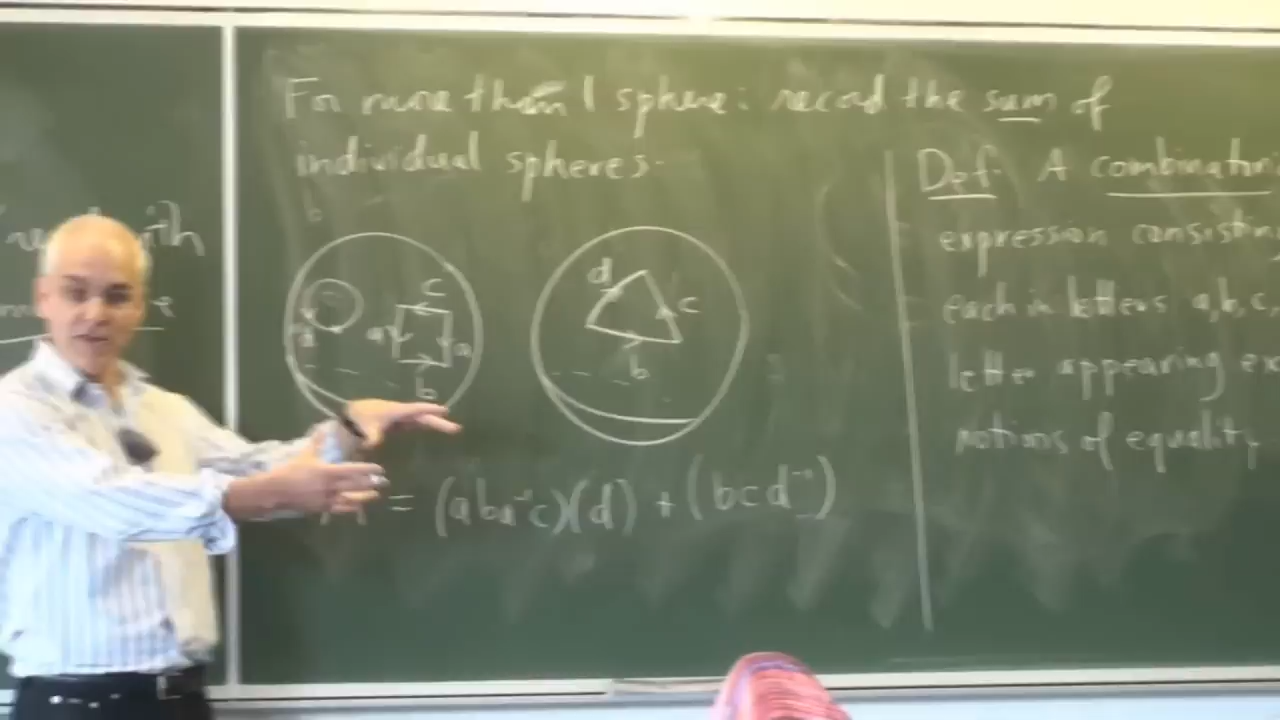 with
For more than 1 sphere: record the sum of
individual spheres.
c
d a a
b
d c
b
M = (aba⁻¹c)(d) + (bcd⁻¹)
Def. A combinatori
expression consisting
each in letters a,b,c,
letter appearing ex
notions of equality